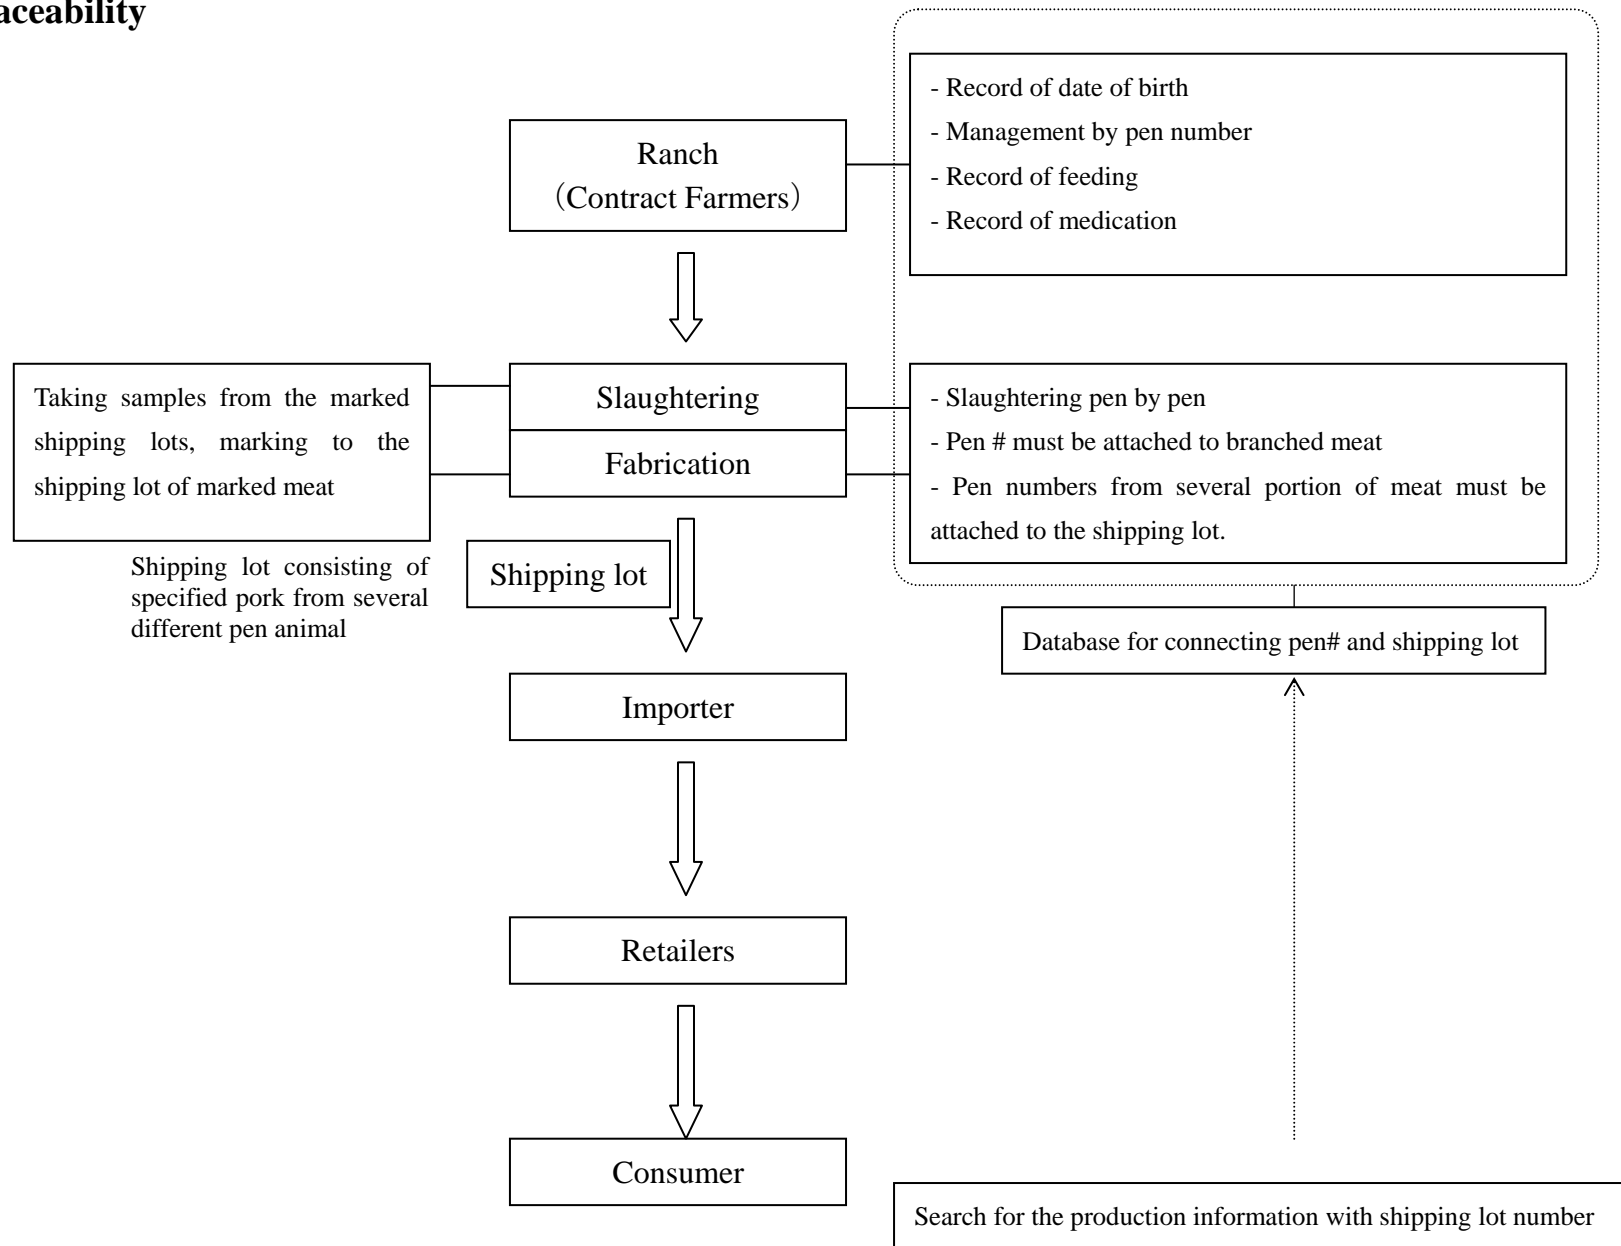 aceability
- Record of date of birth
- Management by pen number
- Record of feeding
- Record of medication
Ranch
（Contract Farmers）
Taking samples from the marked
shipping lots, marking to the
shipping lot of marked meat
Slaughtering
Fabrication
- Slaughtering pen by pen
- Pen # must be attached to branched meat
- Pen numbers from several portion of meat must be
attached to the shipping lot.
Shipping lot consisting of
specified pork from several
different pen animal
Shipping lot
Database for connecting pen# and shipping lot
Importer
Retailers
Consumer
Search for the production information with shipping lot number